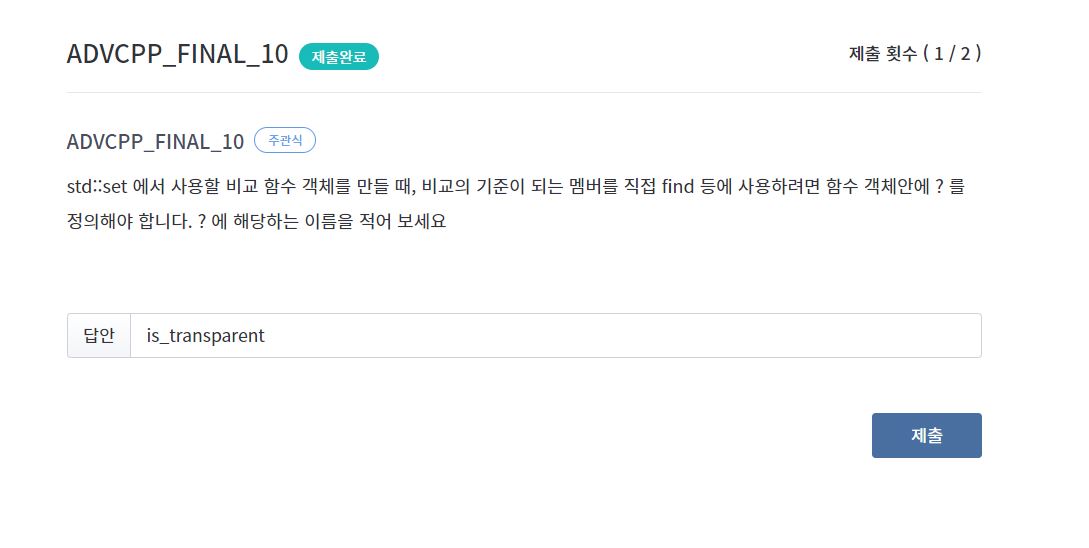 ADVCPP_FINAL_10 제출완료 제출 횟수 ( 1 / 2 )
ADVCPP_FINAL_10 주관식
std::set 에서 사용할 비교 함수 객체를 만들 때, 비교의 기준이 되는 멤버를 직접 find 등에 사용하려면 함수 객체안에 ? 를
정의해야 합니다. ? 에 해당하는 이름을 적어 보세요
답안 is_transparent
제출